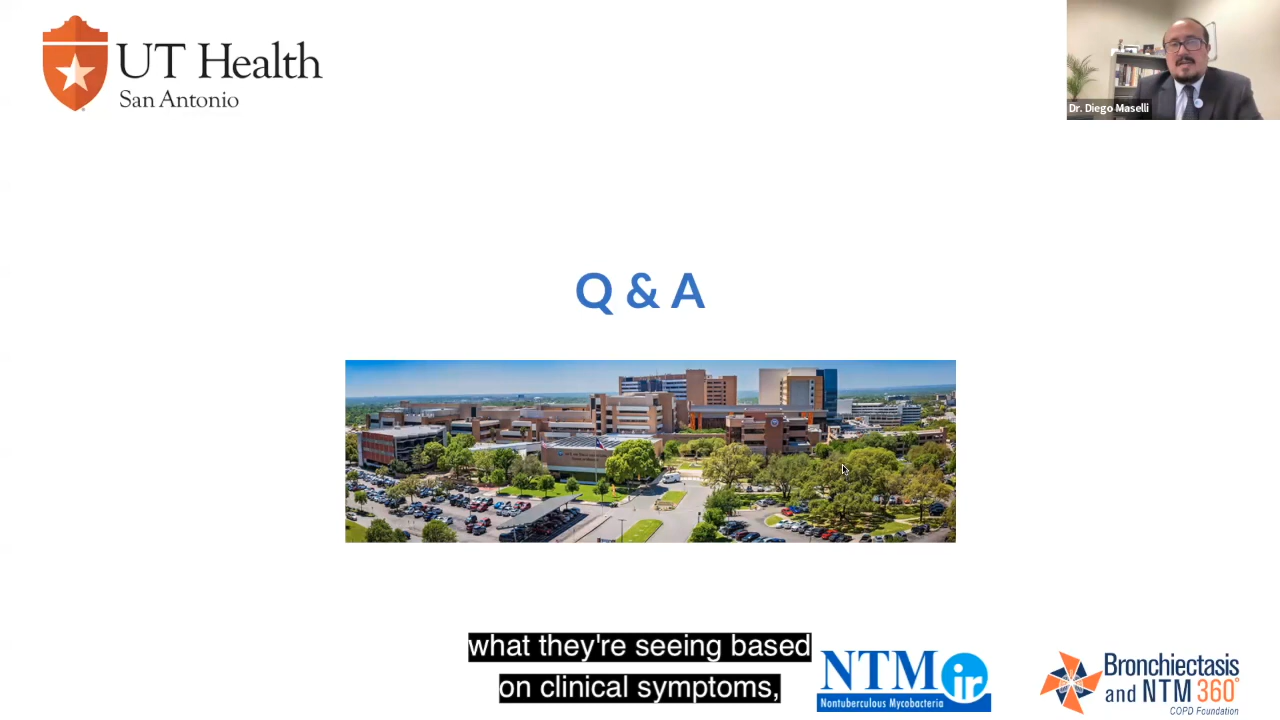 UT Health
San Antonio
Dr. Diego Maselli
Q & A
what they're seeing based
on clinical symptoms,
NTMir
Nontuberculous Mycobacteria
Bronchiectasis
and NTM 360°
COPD Foundation